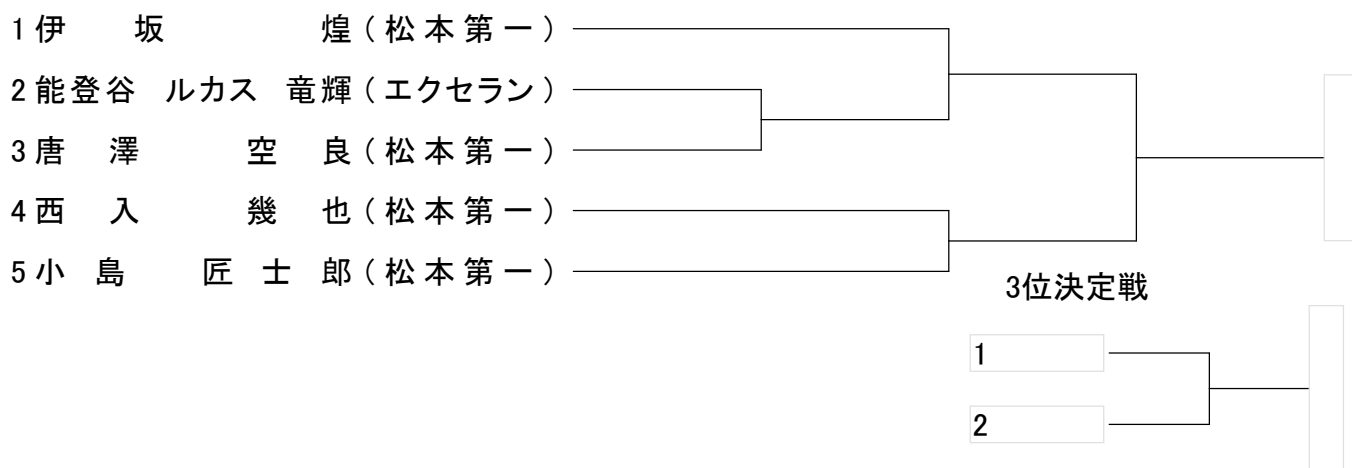 1 伊 坂 煌 ( 松 本 第 一 )
2 能登谷 ルカス 竜輝 ( エクセラン )
3 唐 澤 空 良 ( 松 本 第 一 )
4 西 入 幾 也 ( 松 本 第 一 )
5 小 島 匠 士 郎 ( 松 本 第 一 )
3位決定戦
1
2